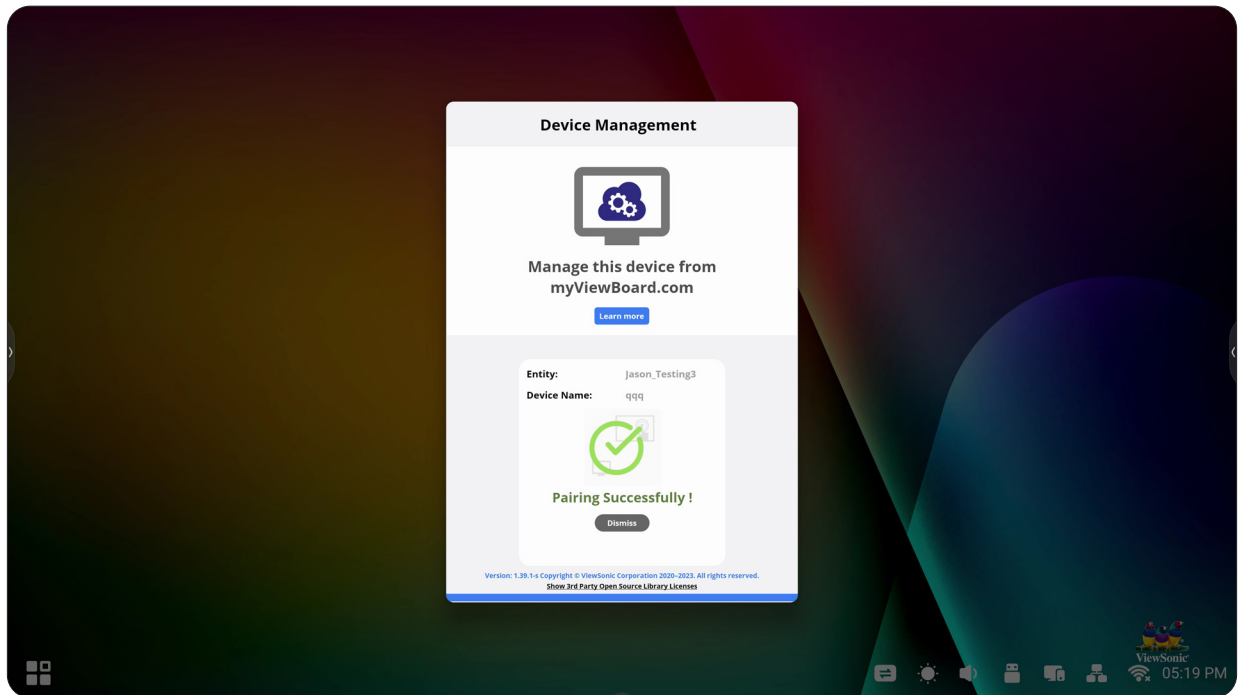 Device Management
Manage this device from
myViewBoard.com
Learn more
Entity: Jason_Testing3
Device Name: qqq
Pairing Successfully !
Dismiss
Version: 1.39.1-s Copyright © ViewSonic Corporation 2020–2023. All rights reserved.
Show 3rd Party Open Source Library Licenses
ViewSonic
05:19 PM